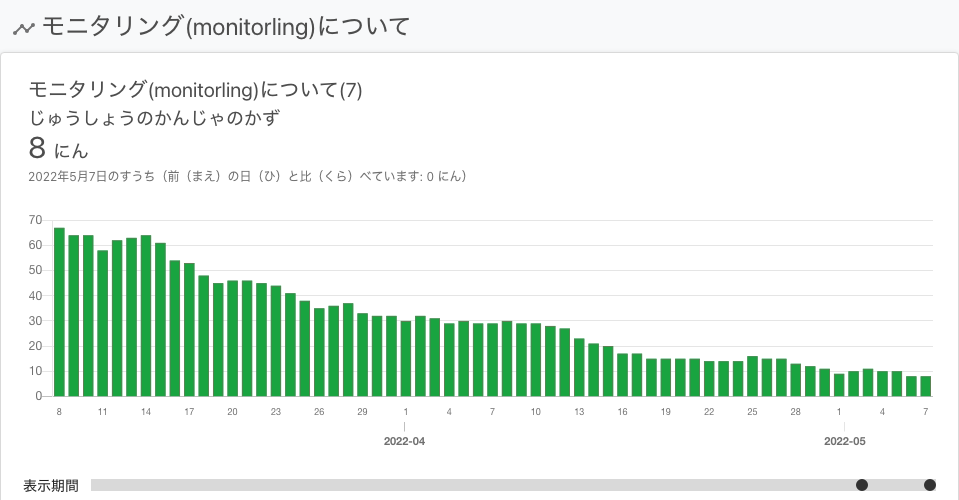 モニタリング(monitorling)について
モニタリング(monitorling)について(7)
じゅうしょうのかんじゃのかず
8 にん
2022年5月7日のすうち（前（まえ）の日（ひ）と比（くら）べています: 0 にん）
70
60
50
40
30
20
10
0
8 11 14 17 20 23 26 29 1 4 7 10 13 16 19 22 25 28 1 4 7
2022-04 2022-05
表示期間